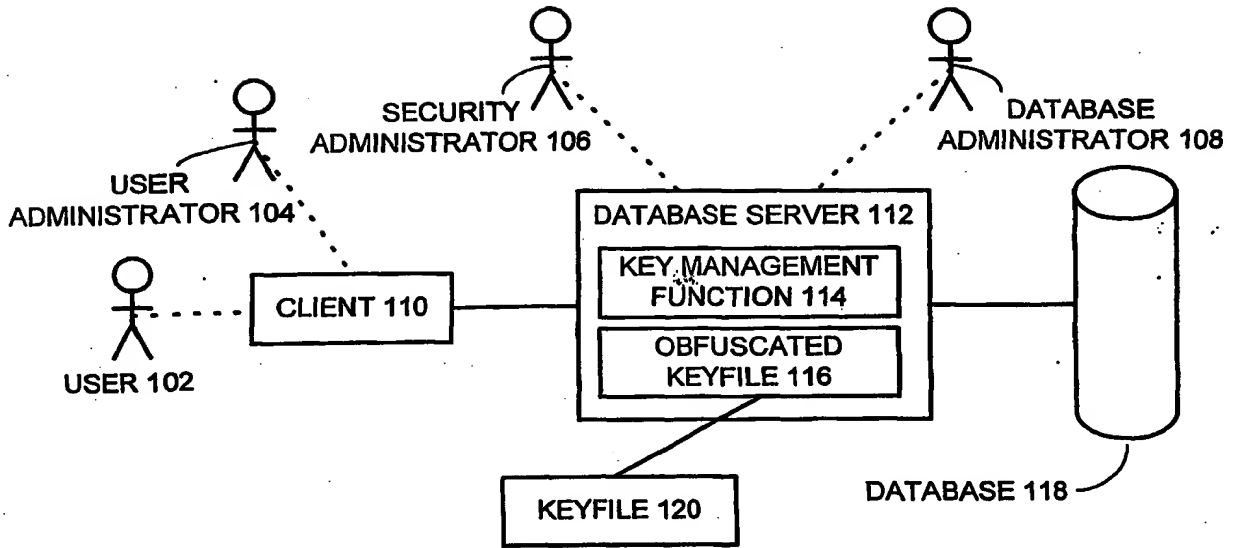 SECURITY
ADMINISTRATOR 106
DATABASE
ADMINISTRATOR 108
USER
ADMINISTRATOR 104
DATABASE SERVER 112
KEY MANAGEMENT
FUNCTION 114
CLIENT 110
OBFUSCATED
KEYFILE 116
USER 102
DATABASE 118
KEYFILE 120